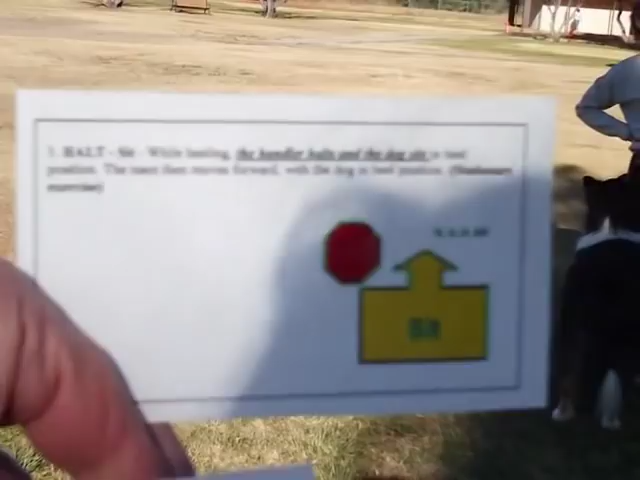 1. HALT - Sit - While heeling, the handler halts and the dog sits in heel
position. The team then moves forward, with the dog in heel position. (Stationary
exercise)
Sit